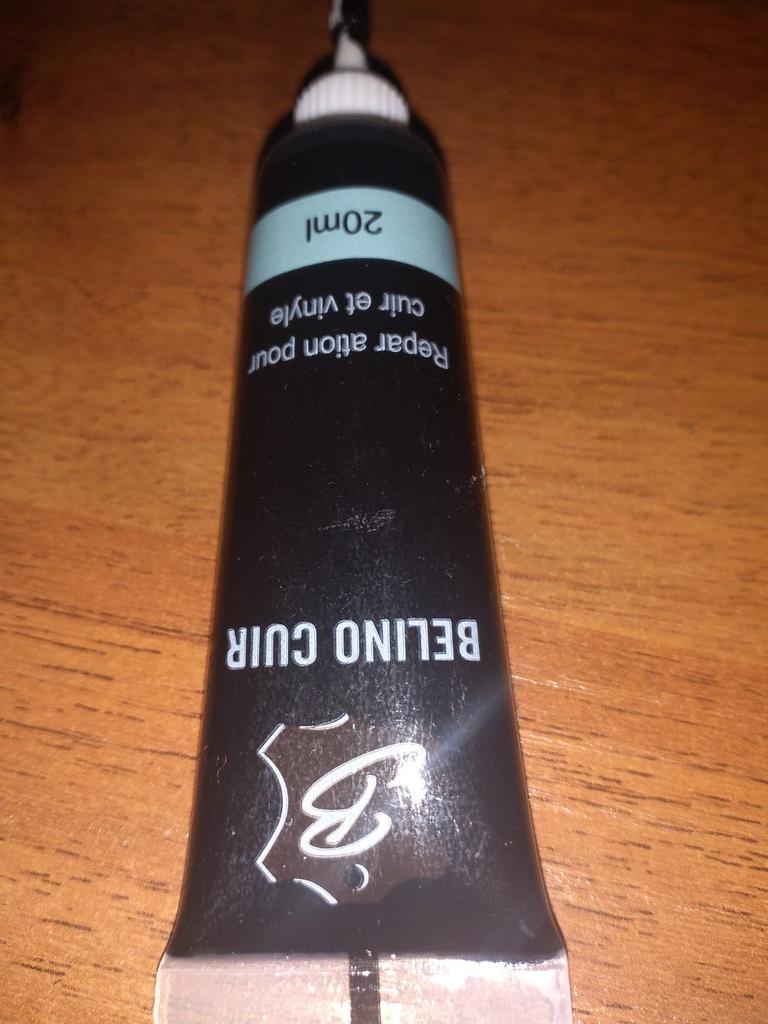 B
BELINO CUIR
Repar ation pour
cuir et vinyle
20ml